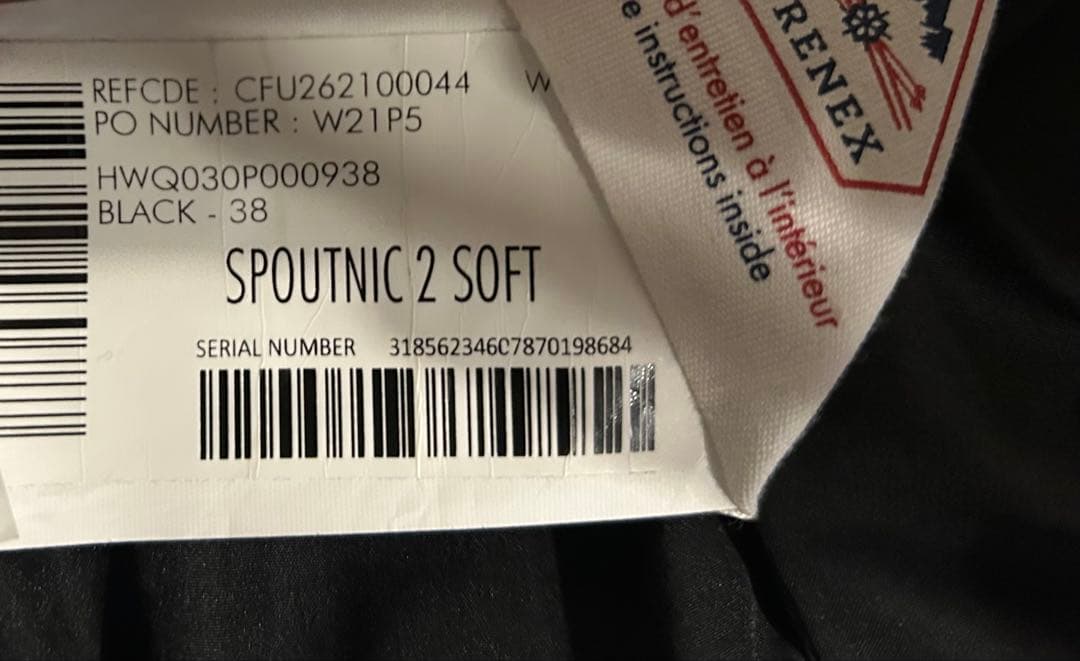 REFCDE : CFU262100044 W
PO NUMBER : W21P5
HWQ030P000938
BLACK - 38
SPOUTNIC 2 SOFT
SERIAL NUMBER 318562346C7870198684
d'entretien à l'intérieur
e instructions inside
RENEX